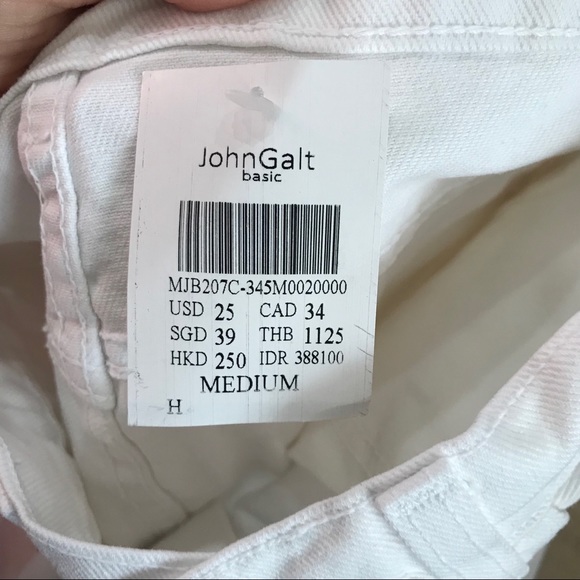 JohnGalt
basic
MJB207C-345M0020000
USD 25 CAD 34
SGD 39 THB 1125
HKD 250 IDR 388100
MEDIUM
H